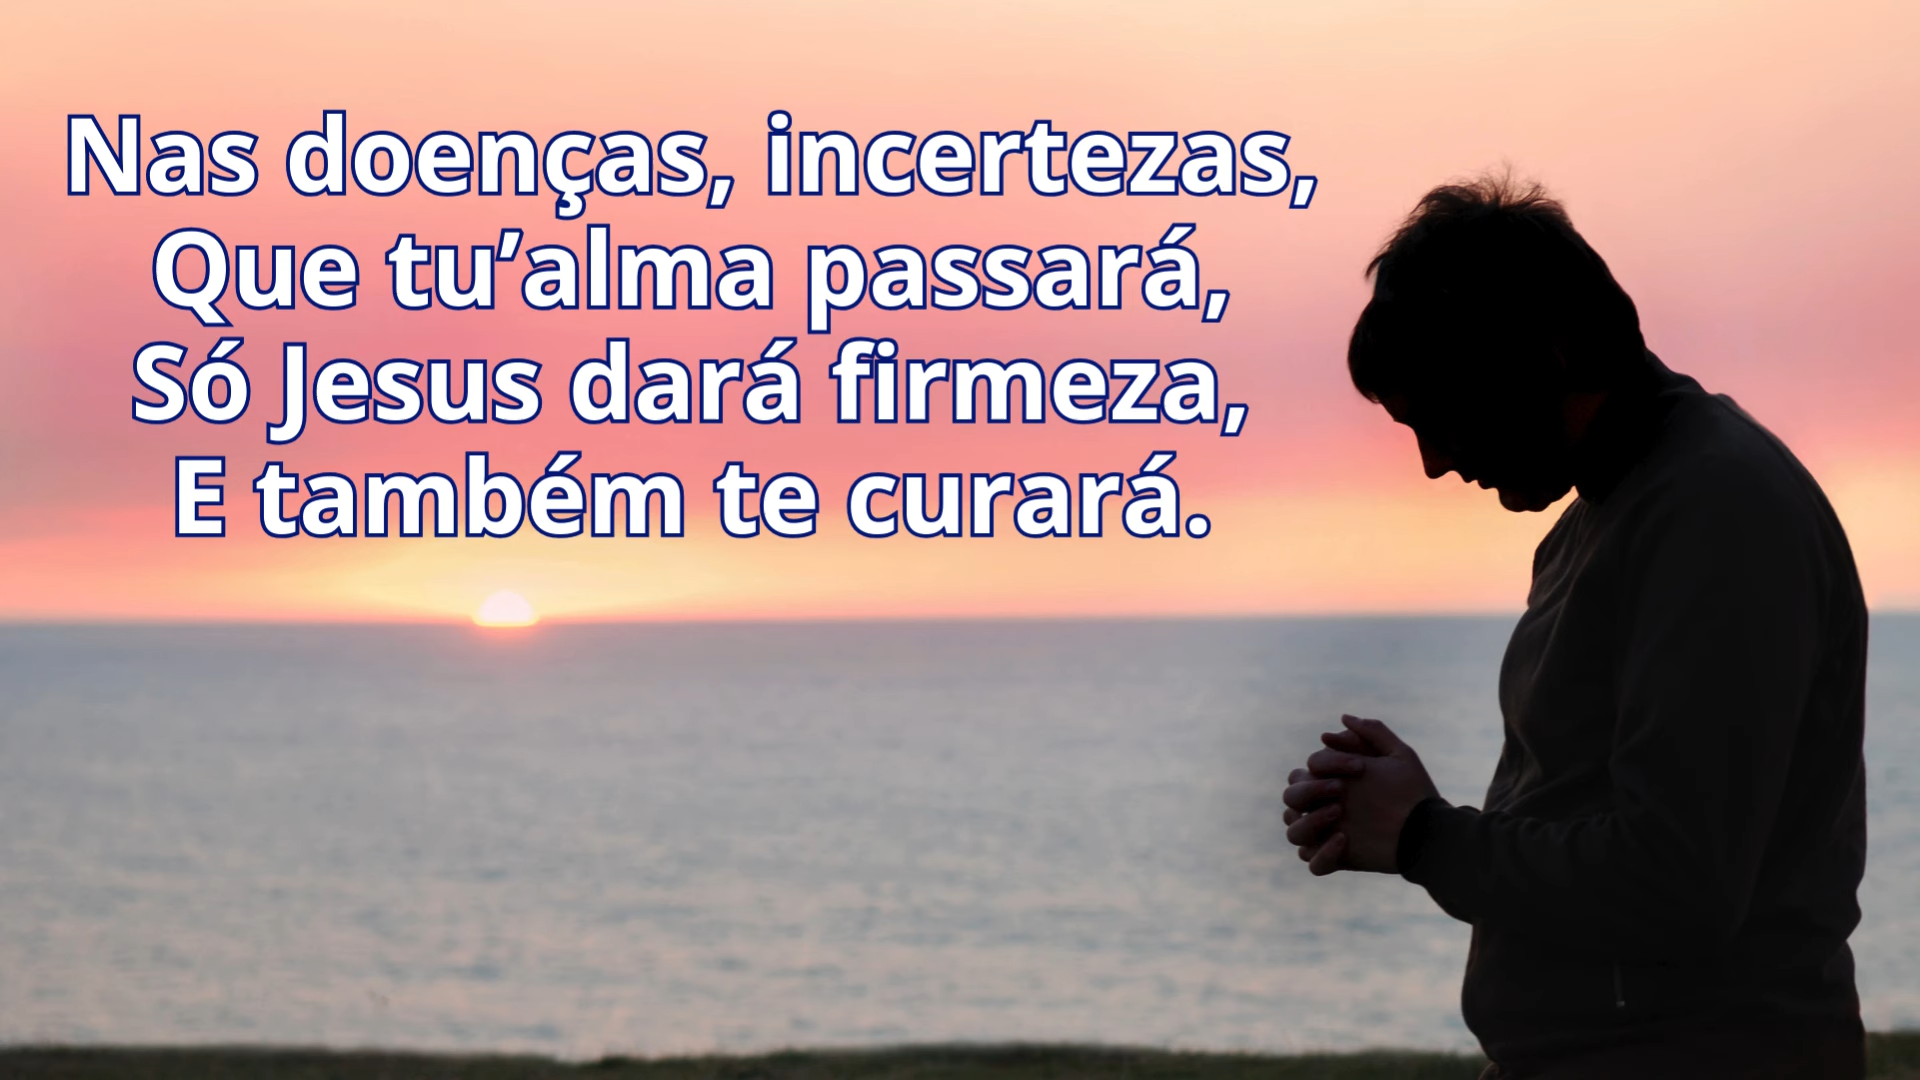 Nas doenças, incertezas,
Que tu’alma passará,
Só Jesus dará firmeza,
E também te curará.